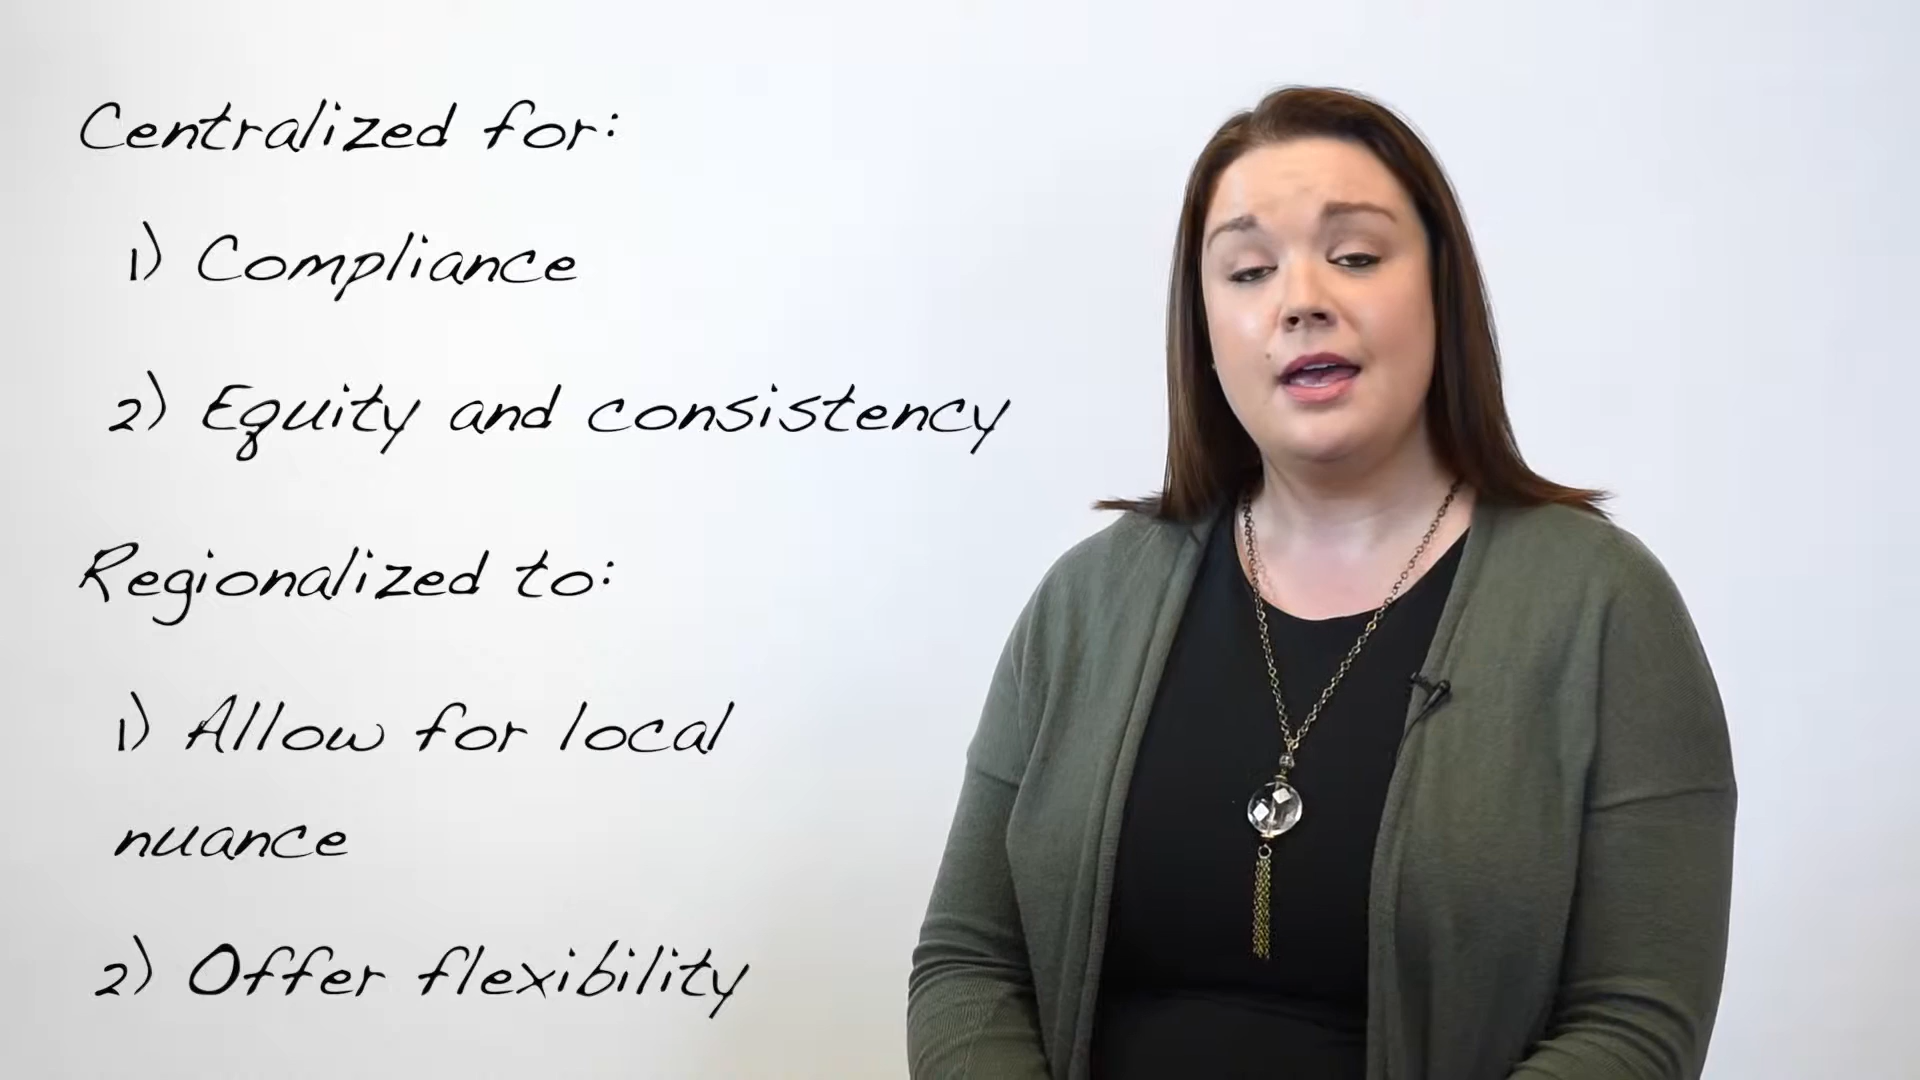 Centralized for:
1) Compliance
2) Equity and consistency
Regionalized to:
1) Allow for local
nuance
2) Offer flexibility